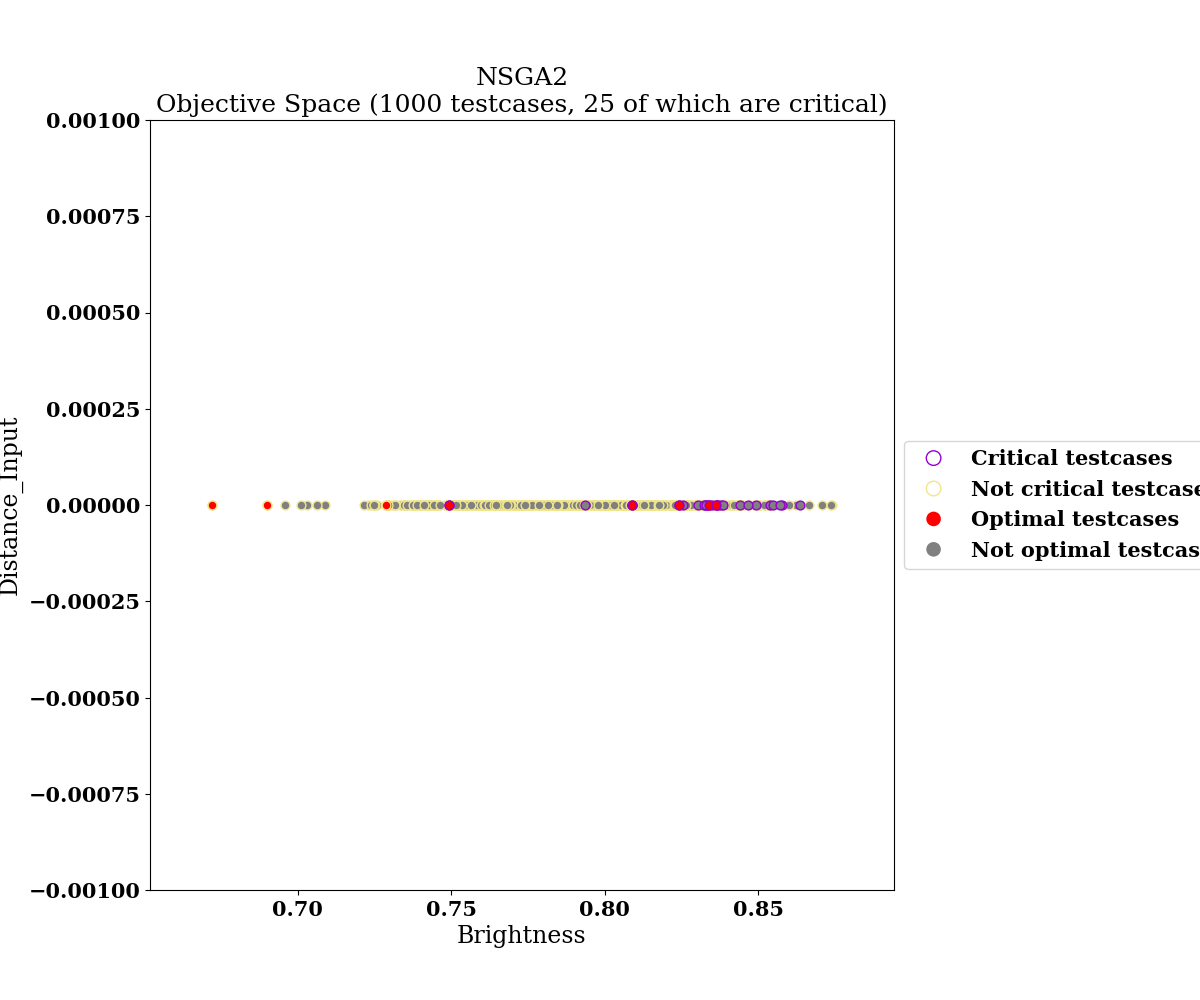 NSGA2
Objective Space (1000 testcases, 25 of which are critical)
0.00100
0.00075
0.00050
0.00025
0.00000
−0.00025
−0.00050
−0.00075
−0.00100
Distance_Input
0.70 0.75 0.80 0.85
Brightness
Critical testcases
Not critical testcase
Optimal testcases
Not optimal testcas